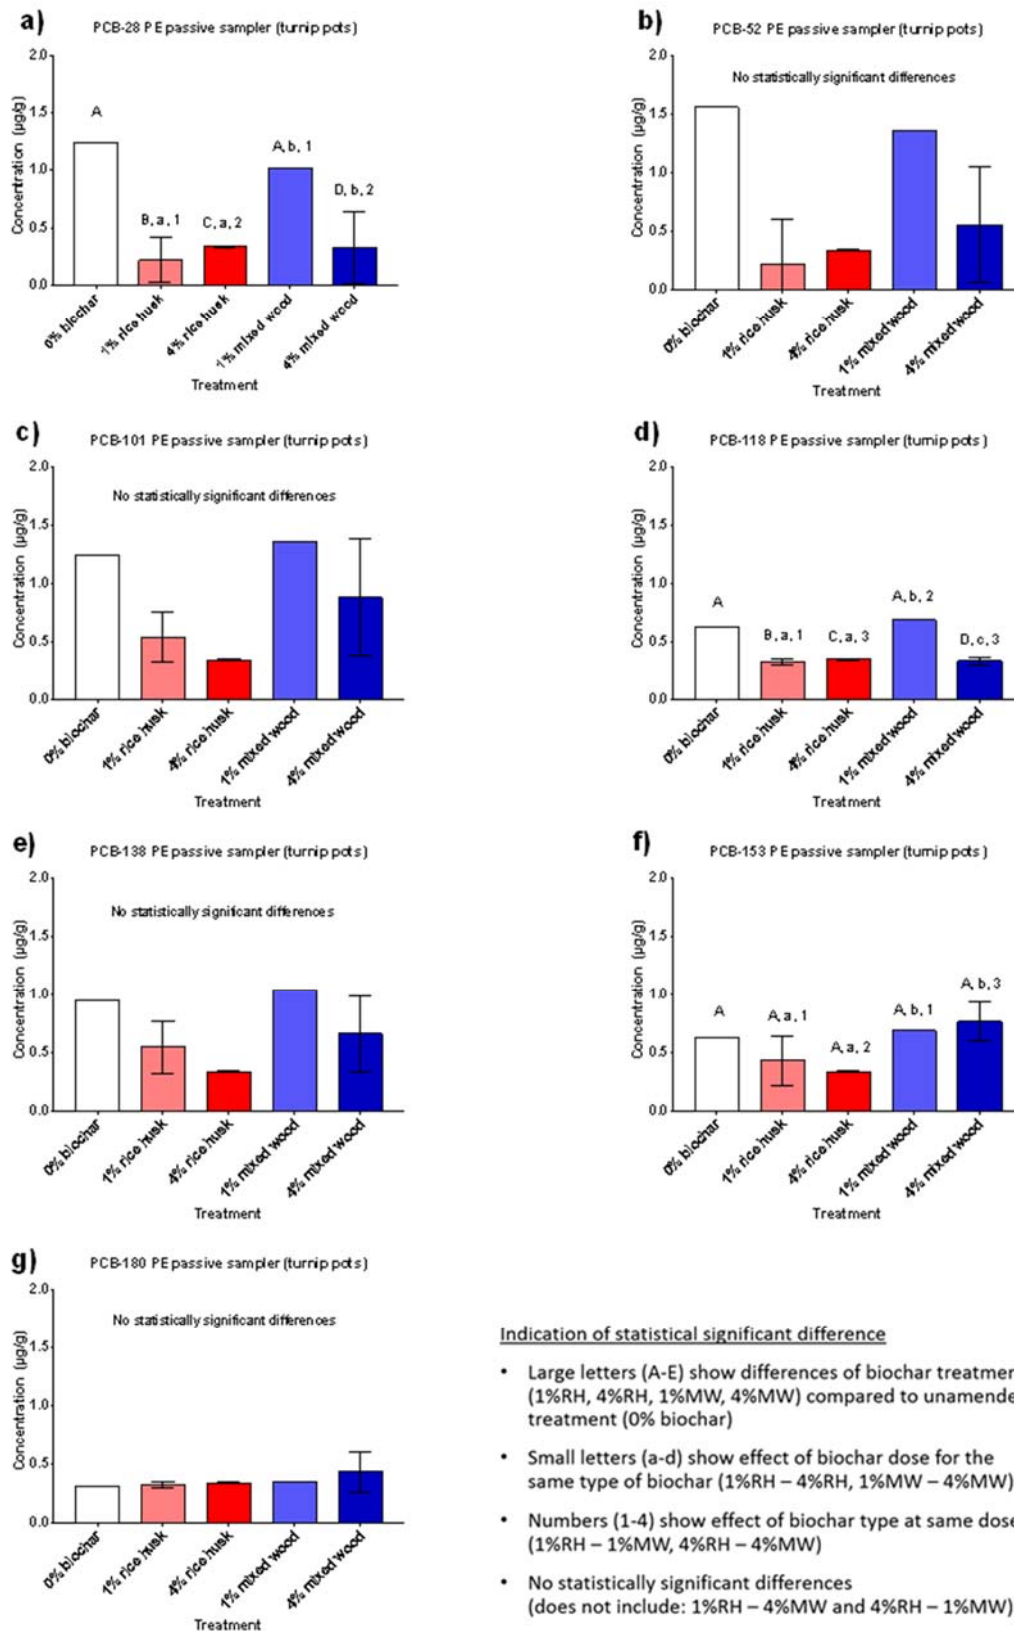 a)
PCB-28 PE passive sampler (turnip pots)
2.0
1.5
1.0
0.5
0.0
Concentration (µg/g)
A
B, a, 1
C, a, 2
A, b, 1
D, b, 2
0% biochar
1% rice husk
4% rice husk
1% mixed wood
4% mixed wood
Treatment
b)
PCB-52 PE passive sampler (turnip pots)
No statistically significant differences
2.0
1.5
1.0
0.5
0.0
Concentration (µg/g)
0% biochar
1% rice husk
4% rice husk
1% mixed wood
4% mixed wood
Treatment
c)
PCB-101 PE passive sampler (turnip pots)
No statistically significant differences
2.0
1.5
1.0
0.5
0.0
Concentration (µg/g)
0% biochar
1% rice husk
4% rice husk
1% mixed wood
4% mixed wood
Treatment
d)
PCB-118 PE passive sampler (turnip pots)
2.0
1.5
1.0
0.5
0.0
Concentration (µg/g)
A
B, a, 1
C, a, 3
A, b, 2
D, c, 3
0% biochar
1% rice husk
4% rice husk
1% mixed wood
4% mixed wood
Treatment
e)
PCB-138 PE passive sampler (turnip pots)
No statistically significant differences
2.0
1.5
1.0
0.5
0.0
Concentration (µg/g)
0% biochar
1% rice husk
4% rice husk
1% mixed wood
4% mixed wood
Treatment
f)
PCB-153 PE passive sampler (turnip pots)
2.0
1.5
1.0
0.5
0.0
Concentration (µg/g)
A
A, a, 1
A, a, 2
A, b, 1
A, b, 3
0% biochar
1% rice husk
4% rice husk
1% mixed wood
4% mixed wood
Treatment
g)
PCB-180 PE passive sampler (turnip pots)
No statistically significant differences
2.0
1.5
1.0
0.5
0.0
Concentration (µg/g)
0% biochar
1% rice husk
4% rice husk
1% mixed wood
4% mixed wood
Treatment
Indication of statistical significant difference
• Large letters (A-E) show differences of biochar treatmen
(1%RH, 4%RH, 1%MW, 4%MW) compared to unamende
treatment (0% biochar)
• Small letters (a-d) show effect of biochar dose for the
same type of biochar (1%RH – 4%RH, 1%MW – 4%MW)
• Numbers (1-4) show effect of biochar type at same dose
(1%RH – 1%MW, 4%RH – 4%MW)
• No statistically significant differences
(does not include: 1%RH – 4%MW and 4%RH – 1%MW)